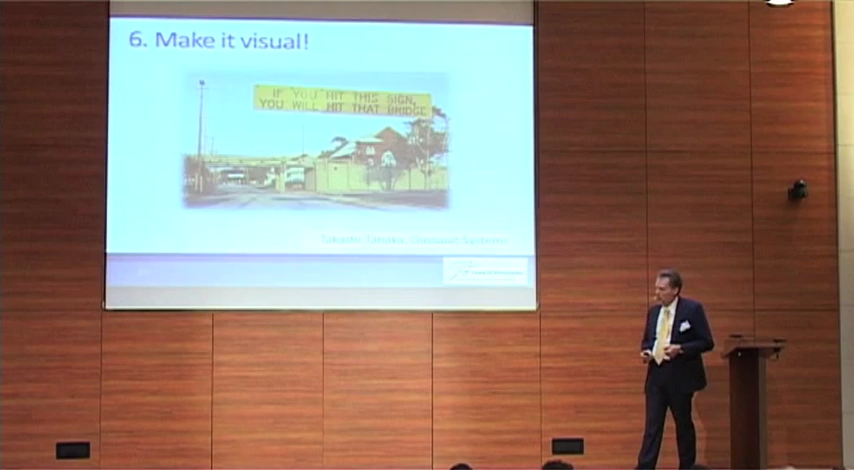 6. Make it visual!
IF YOU HIT THIS SIGN,
YOU WILL HIT THAT BRIDGE